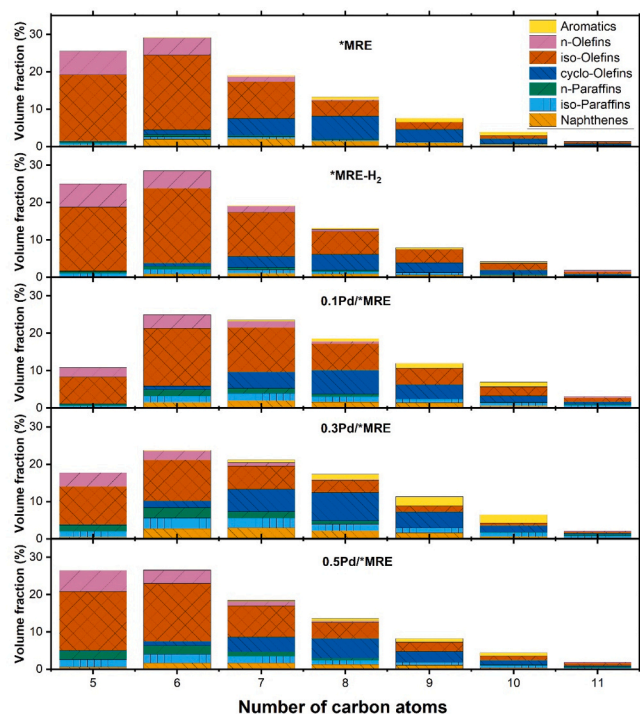 *MRE
Aromatics
n-Olefins
iso-Olefins
cyclo-Olefins
n-Paraffins
iso-Paraffins
Naphthenes
Volume fraction (%)
30
20
10
0
*MRE-H₂
Volume fraction (%)
30
20
10
0
0.1Pd/*MRE
Volume fraction (%)
30
20
10
0
0.3Pd/*MRE
Volume fraction (%)
30
20
10
0
0.5Pd/*MRE
Volume fraction (%)
30
20
10
0
5 6 7 8 9 10 11
Number of carbon atoms